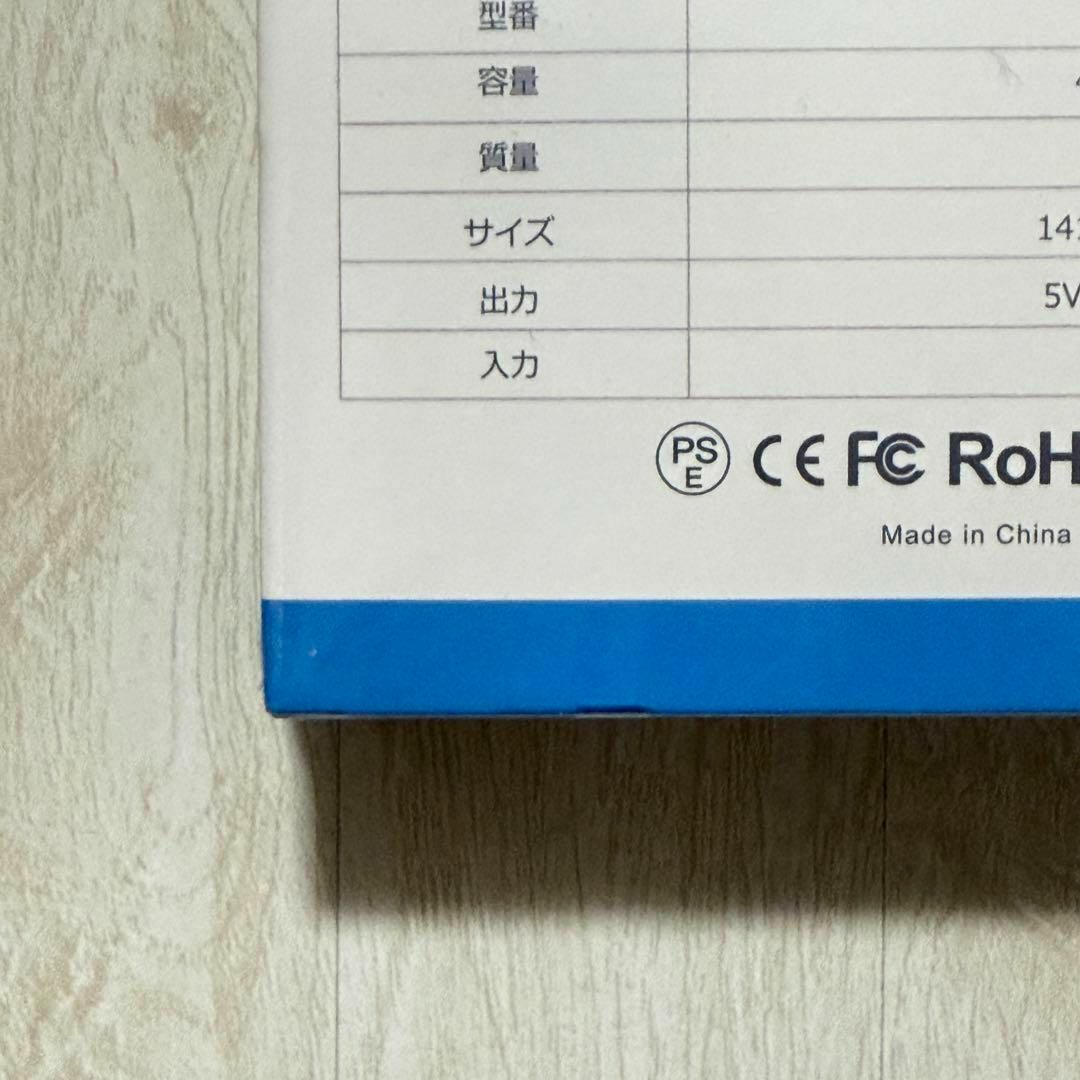 型番
容量
質量
サイズ 14
出力 5V
入力
PS E CE FC RoH
Made in China